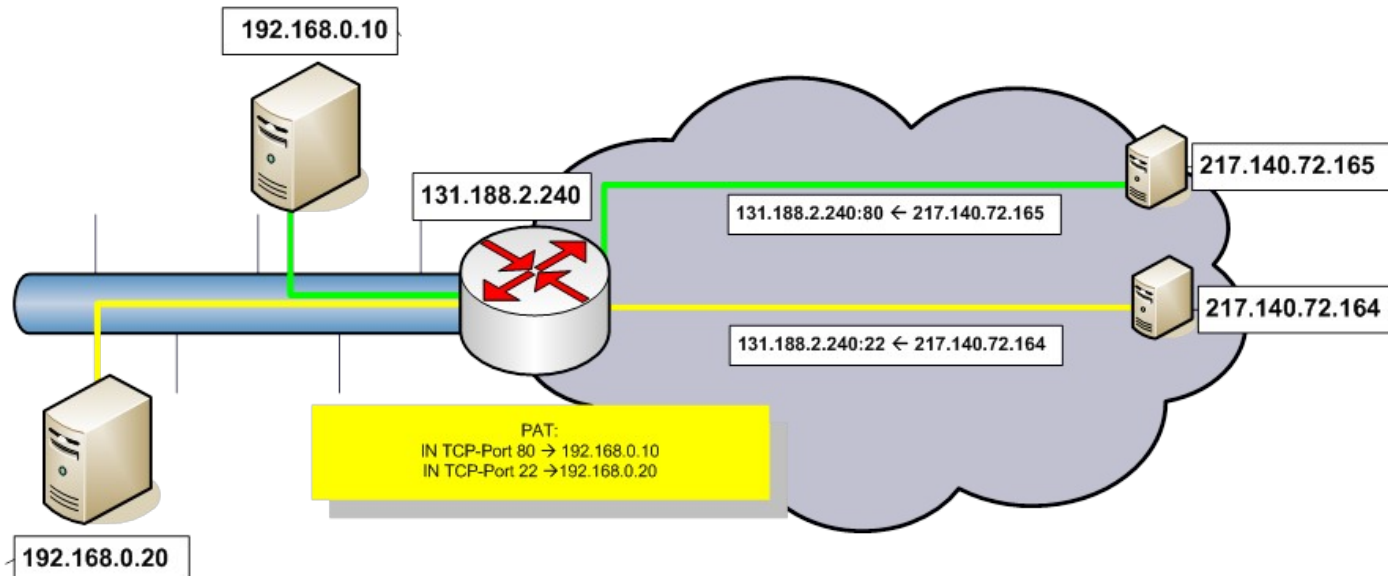 192.168.0.10
131.188.2.240
217.140.72.165
131.188.2.240:80 ← 217.140.72.165
217.140.72.164
131.188.2.240:22 ← 217.140.72.164
PAT:
IN TCP-Port 80 → 192.168.0.10
IN TCP-Port 22 →192.168.0.20
192.168.0.20